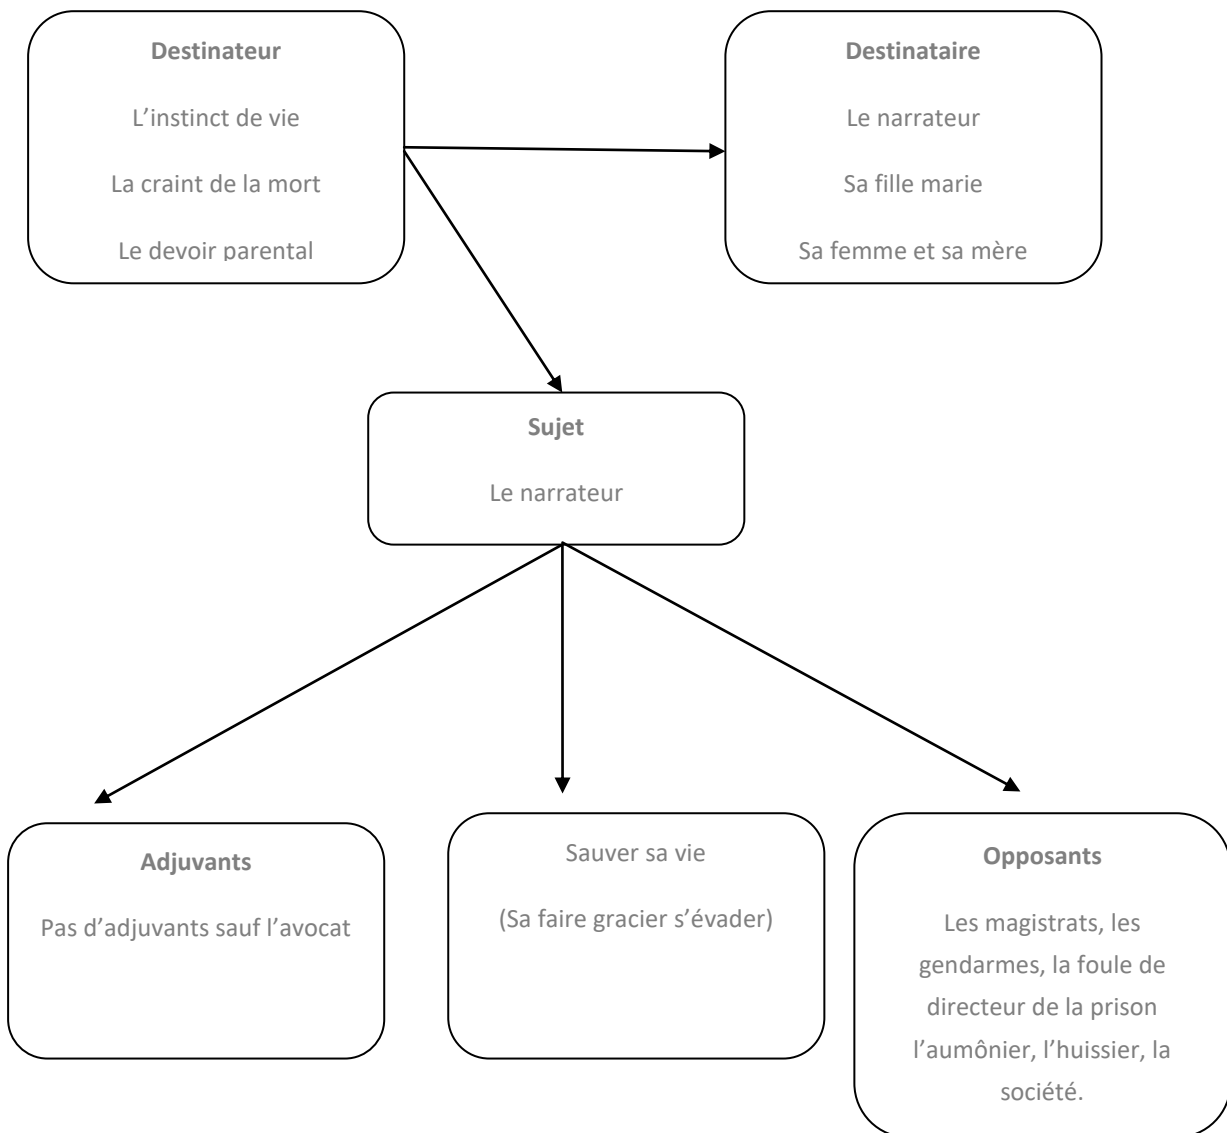 Destinateur
L’instinct de vie
La craint de la mort
Le devoir parental
Destinataire
Le narrateur
Sa fille marie
Sa femme et sa mère
Sujet
Le narrateur
Adjuvants
Pas d’adjuvants sauf l’avocat
Sauver sa vie
(Sa faire gracier s’évader)
Opposants
Les magistrats, les
gendarmes, la foule de
directeur de la prison
l’aumônier, l’huissier, la
société.